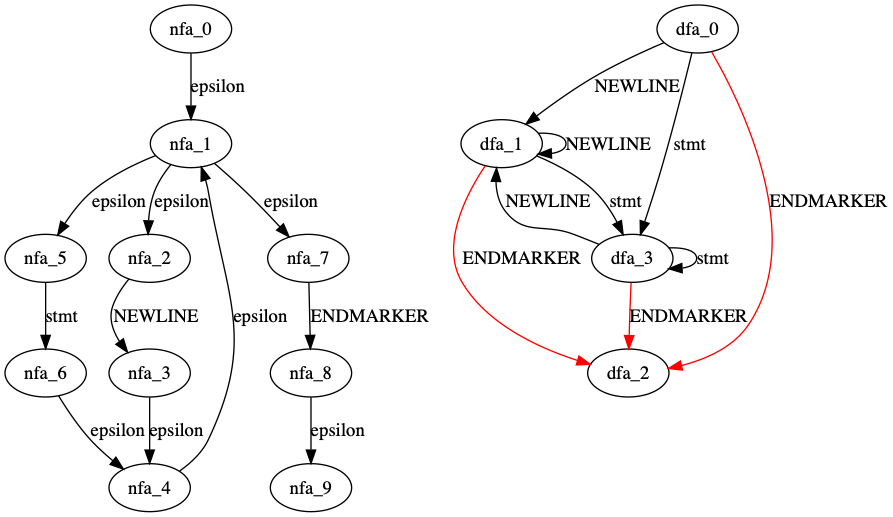 nfa_0
epsilon
nfa_1
epsilon
epsilon
epsilon
nfa_5
nfa_2
nfa_7
stmt
NEWLINE
epsilon
ENDMARKER
nfa_6
nfa_3
nfa_8
epsilon
epsilon
epsilon
nfa_4
nfa_9
dfa_0
NEWLINE
dfa_1
NEWLINE
stmt
NEWLINE
stmt
ENDMARKER
ENDMARKER
dfa_3
stmt
ENDMARKER
dfa_2